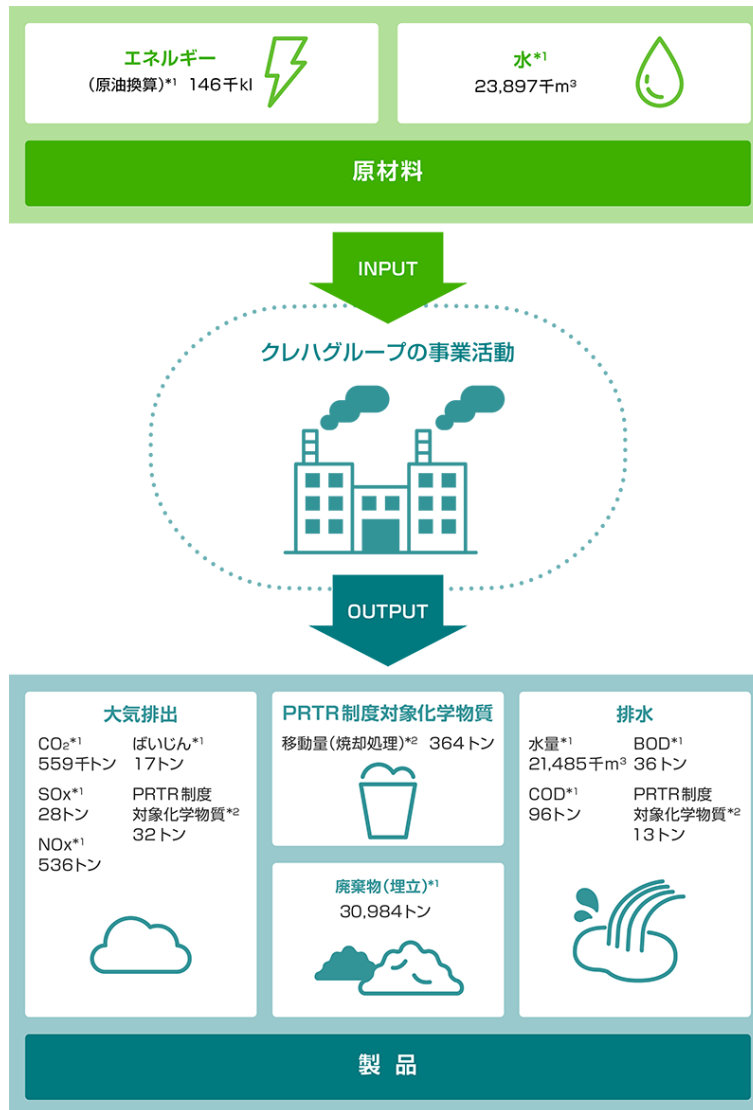 エネルギー
(原油換算)*1 146千kl
水*1
23,897千m³
原材料
INPUT
クレハグループの事業活動
OUTPUT
大気排出
CO₂*1
559千トン
SOx*1
28トン
NOx*1
536トン
ばいじん*1
17トン
PRTR制度
対象化学物質*2
32トン
PRTR制度対象化学物質
移動量(焼却処理)*2 364トン
廃棄物(埋立)*1
30,984トン
排水
水量*1
21,485千m³
COD*1
96トン
BOD*1
36トン
PRTR制度
対象化学物質*2
13トン
製品